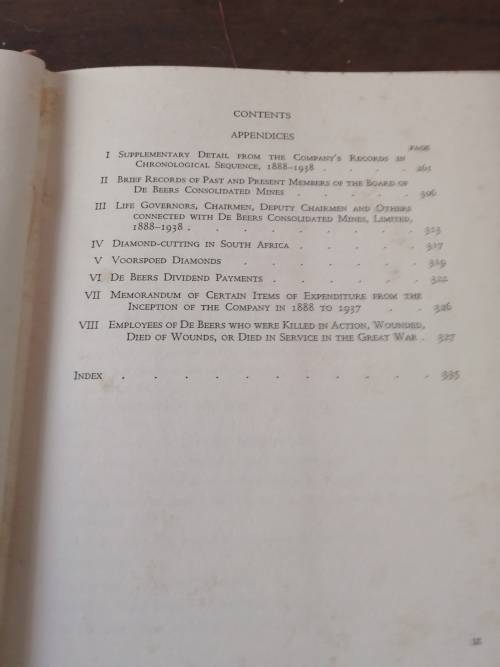 CONTENTS
APPENDICES
PAGE
I SUPPLEMENTARY DETAIL FROM THE COMPANY'S RECORDS IN
CHRONOLOGICAL SEQUENCE, 1888–1938 . . . . 265
II BRIEF RECORDS OF PAST AND PRESENT MEMBERS OF THE BOARD OF
DE BEERS CONSOLIDATED MINES . . . . . 306
III LIFE GOVERNORS, CHAIRMEN, DEPUTY CHAIRMEN AND OTHERS
CONNECTED WITH DE BEERS CONSOLIDATED MINES, LIMITED,
1888–1938 . . . . . . . . . 313
IV DIAMOND-CUTTING IN SOUTH AFRICA . . . . . 317
V VOORSPOED DIAMONDS . . . . . . . 319
VI DE BEERS DIVIDEND PAYMENTS . . . . . . 322
VII MEMORANDUM OF CERTAIN ITEMS OF EXPENDITURE FROM THE
INCEPTION OF THE COMPANY IN 1888 TO 1937 . . 326
VIII EMPLOYEES OF DE BEERS WHO WERE KILLED IN ACTION, WOUNDED,
DIED OF WOUNDS, OR DIED IN SERVICE IN THE GREAT WAR . 327
INDEX . . . . . . . . . . . . 335